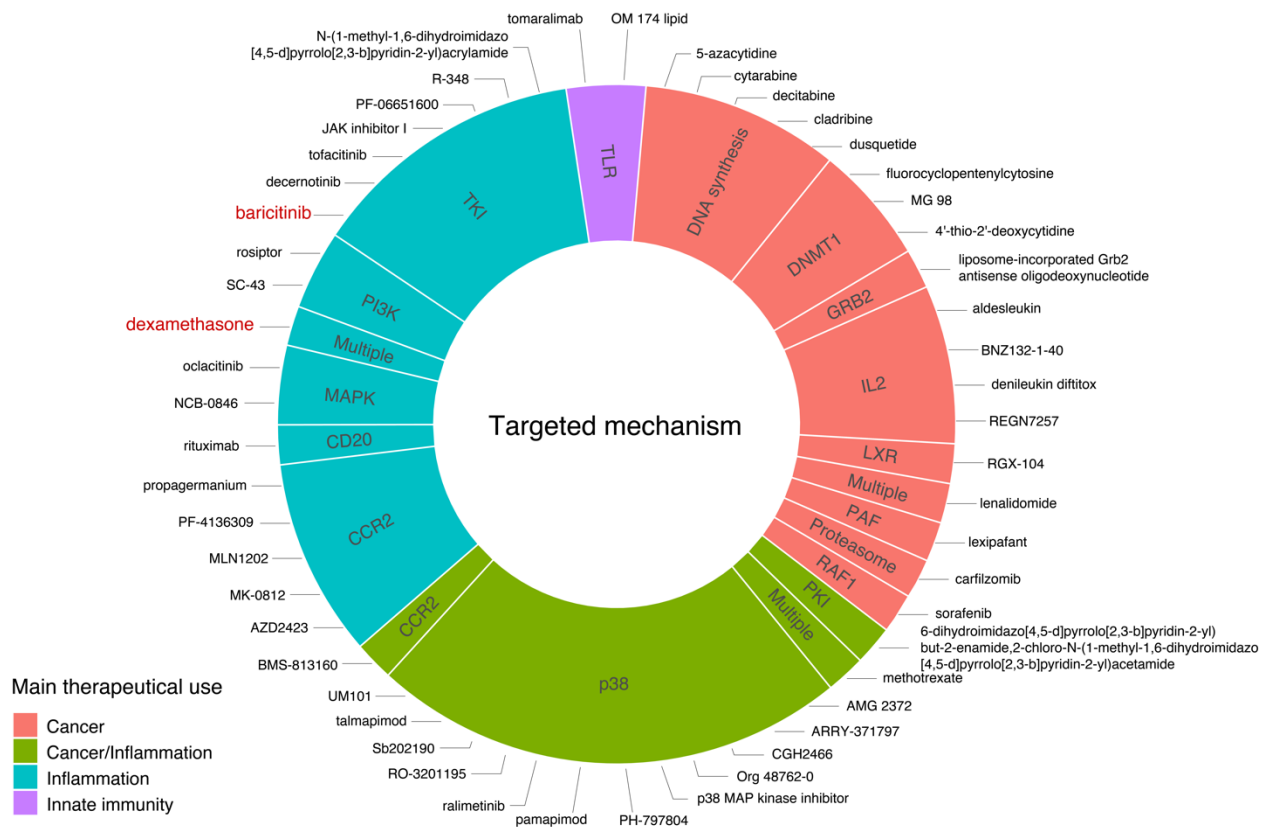 tomaralimab
OM 174 lipid
N-(1-methyl-1,6-dihydroimidazo
[4,5-d]pyrrolo[2,3-b]pyridin-2-yl)acrylamide
R-348
PF-06651600
JAK inhibitor I
tofacitinib
decernotinib
baricitinib
rosiptor
SC-43
dexamethasone
oclacitinib
NCB-0846
rituximab
propagermanium
PF-4136309
MLN1202
MK-0812
AZD2423
BMS-813160
UM101
talmapimod
Sb202190
RO-3201195
ralimetinib
pamapimod
PH-797804
p38 MAP kinase inhibitor
Org 48762-0
CGH2466
ARRY-371797
AMG 2372
methotrexate
6-dihydroimidazo[4,5-d]pyrrolo[2,3-b]pyridin-2-yl)
but-2-enamide,2-chloro-N-(1-methyl-1,6-dihydroimidazo
[4,5-d]pyrrolo[2,3-b]pyridin-2-yl)acetamide
sorafenib
carfilzomib
lexipafant
lenalidomide
RGX-104
REGN7257
denileukin diftitox
BNZ132-1-40
aldesleukin
liposome-incorporated Grb2
antisense oligodeoxynucleotide
4'-thio-2'-deoxycytidine
MG 98
fluorocyclopentenylcytosine
dusquetide
cladribine
decitabine
cytarabine
5-azacytidine
TLR
DNA synthesis
DNMT1
GRB2
IL2
LXR
Multiple
PAF
Proteasome
RAF1
PKI
Multiple
p38
CCR2
CCR2
CD20
MAPK
Multiple
PI3K
TKI
Targeted mechanism
Main therapeutical use
Cancer
Cancer/Inflammation
Inflammation
Innate immunity